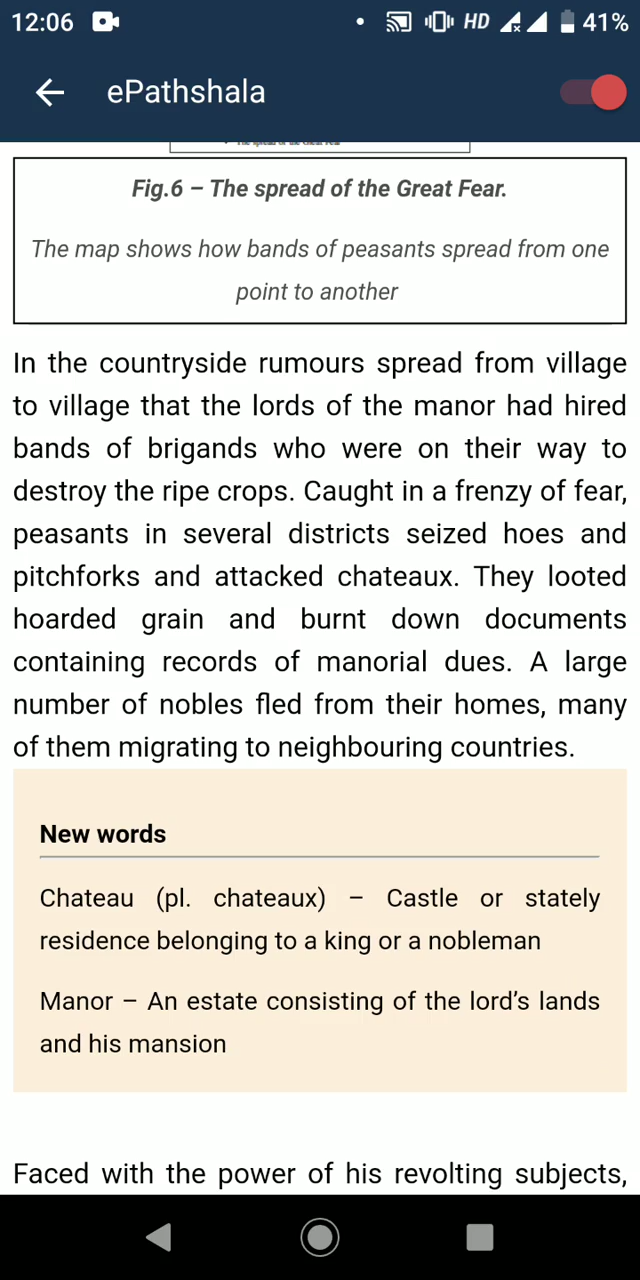 12:06
HD
41%
ePathshala
Fig.6 – The spread of the Great Fear.
The map shows how bands of peasants spread from one
point to another
In the countryside rumours spread from village
to village that the lords of the manor had hired
bands of brigands who were on their way to
destroy the ripe crops. Caught in a frenzy of fear,
peasants in several districts seized hoes and
pitchforks and attacked chateaux. They looted
hoarded grain and burnt down documents
containing records of manorial dues. A large
number of nobles fled from their homes, many
of them migrating to neighbouring countries.
New words
Chateau (pl. chateaux) – Castle or stately
residence belonging to a king or a nobleman
Manor – An estate consisting of the lord’s lands
and his mansion
Faced with the power of his revolting subjects,